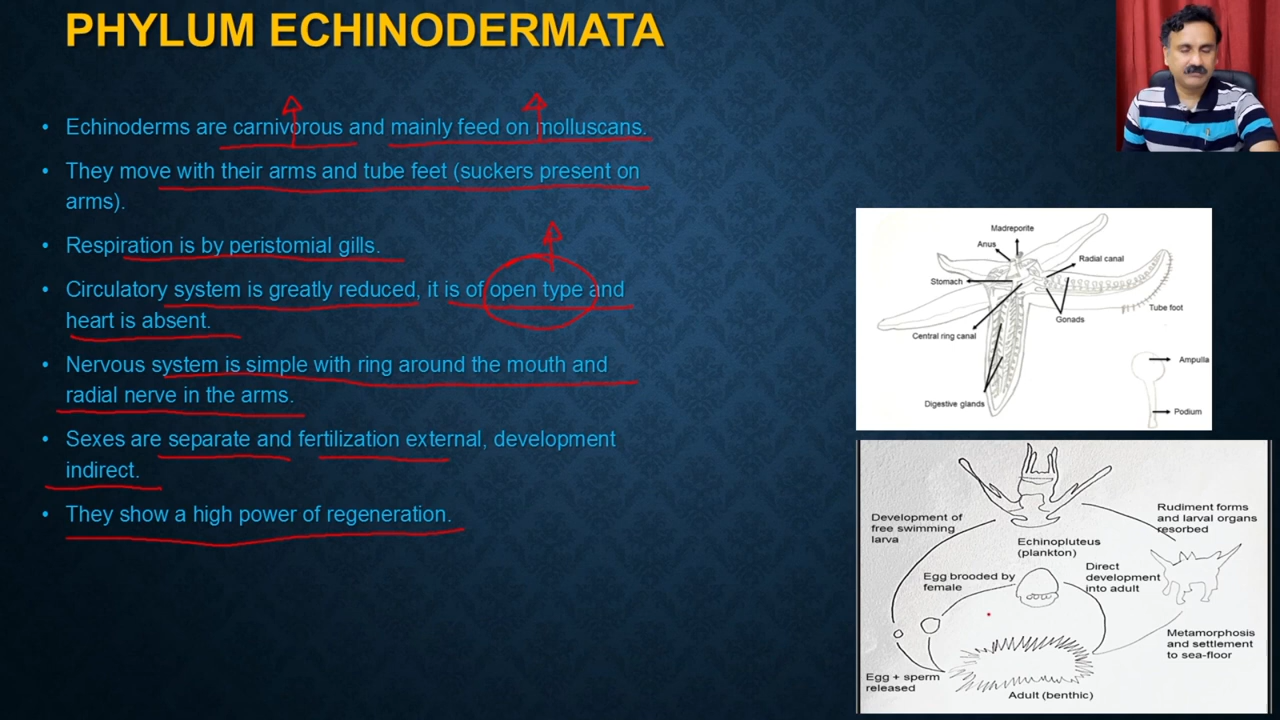 PHYLUM ECHINODERMATA
• Echinoderms are carnivorous and mainly feed on molluscans.
• They move with their arms and tube feet (suckers present on
arms).
• Respiration is by peristomial gills.
• Circulatory system is greatly reduced, it is of open type and
heart is absent.
• Nervous system is simple with ring around the mouth and
radial nerve in the arms.
• Sexes are separate and fertilization external, development
indirect.
• They show a high power of regeneration.
Madreporite
Anus
Radial canal
Stomach
Tube foot
Gonads
Central ring canal
Ampulla
Digestive glands
Podium
Development of
free swimming
larva
Echinopluteus
(plankton)
Rudiment forms
and larval organs
resorbed
Egg brooded by
female
Direct
development
into adult
Metamorphosis
and settlement
to sea-floor
Egg + sperm
released
Adult (benthic)